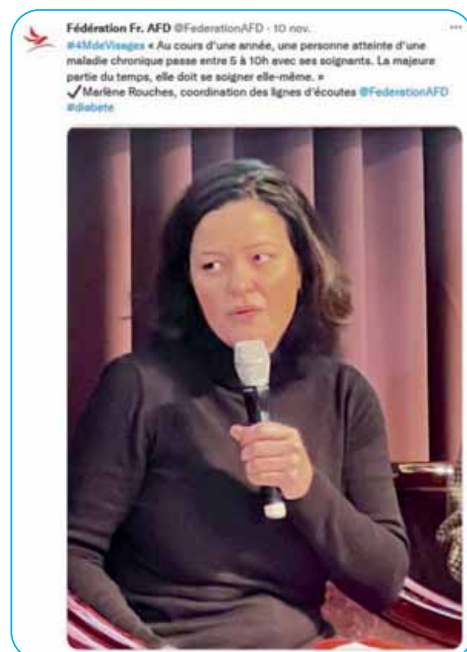 Fédération Fr. AFD @FederationAFD · 10 nov.
#4MdeVisages « Au cours d'une année, une personne atteinte d'une
maladie chronique passe entre 5 à 10h avec ses soignants. La majeure
partie du temps, elle doit se soigner elle-même. »
✓Marlène Rouches, coordination des lignes d'écoutes @FederationAFD
#diabete